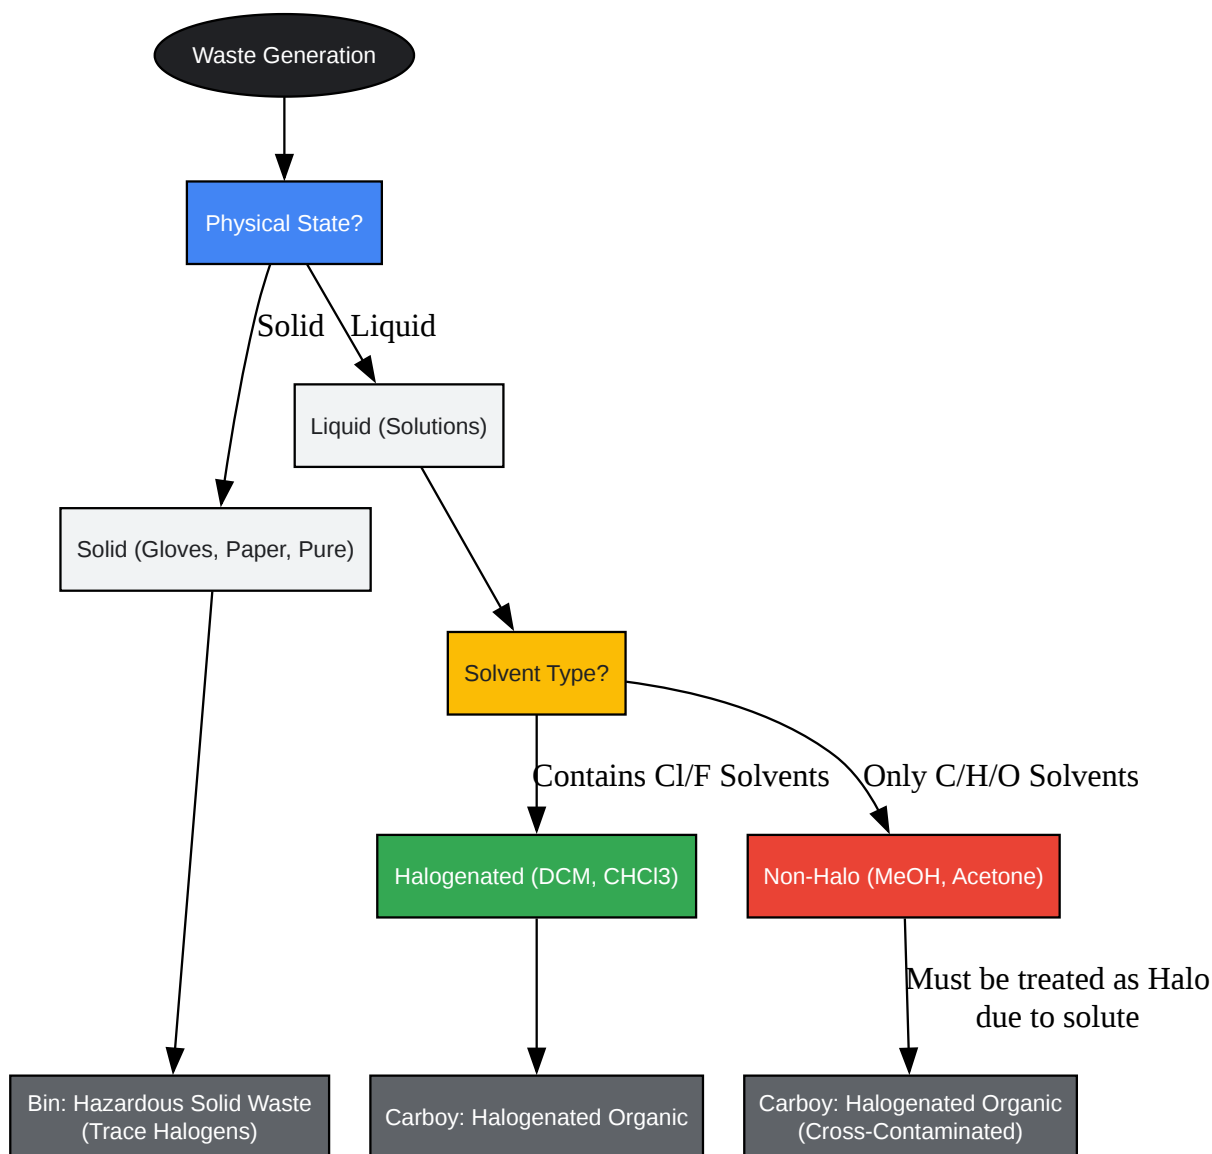 Waste Generation
Physical State?
Solid
Liquid
Liquid (Solutions)
Solid (Gloves, Paper, Pure)
Solvent Type?
Contains Cl/F Solvents
Only C/H/O Solvents
Halogenated (DCM, CHCl3)
Non-Halo (MeOH, Acetone)
Must be treated as Halo
due to solute
Bin: Hazardous Solid Waste
(Trace Halogens)
Carboy: Halogenated Organic
Carboy: Halogenated Organic
(Cross-Contaminated)